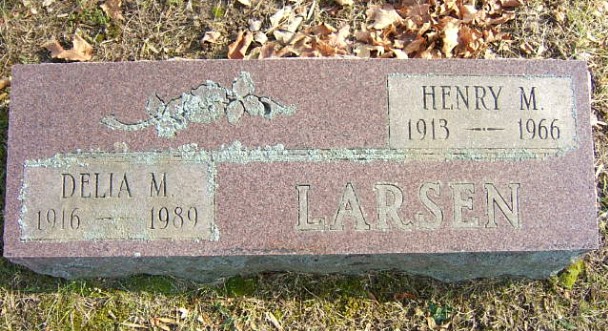 HENRY M.
1913 — 1966
DELIA M.
1916 — 1989
LARSEN